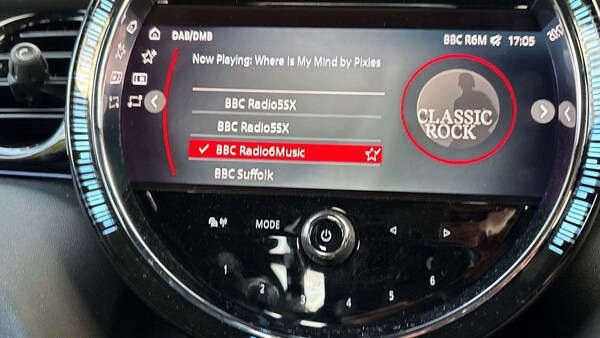 DAB/DMB
BBC R6M 17:05
Now Playing: Where Is My Mind by Pixies
BBC Radio5SX
BBC Radio5SX
BBC Radio6Music
BBC Suffolk
CLASSIC
ROCK
MODE
1 2 3 4 5 6